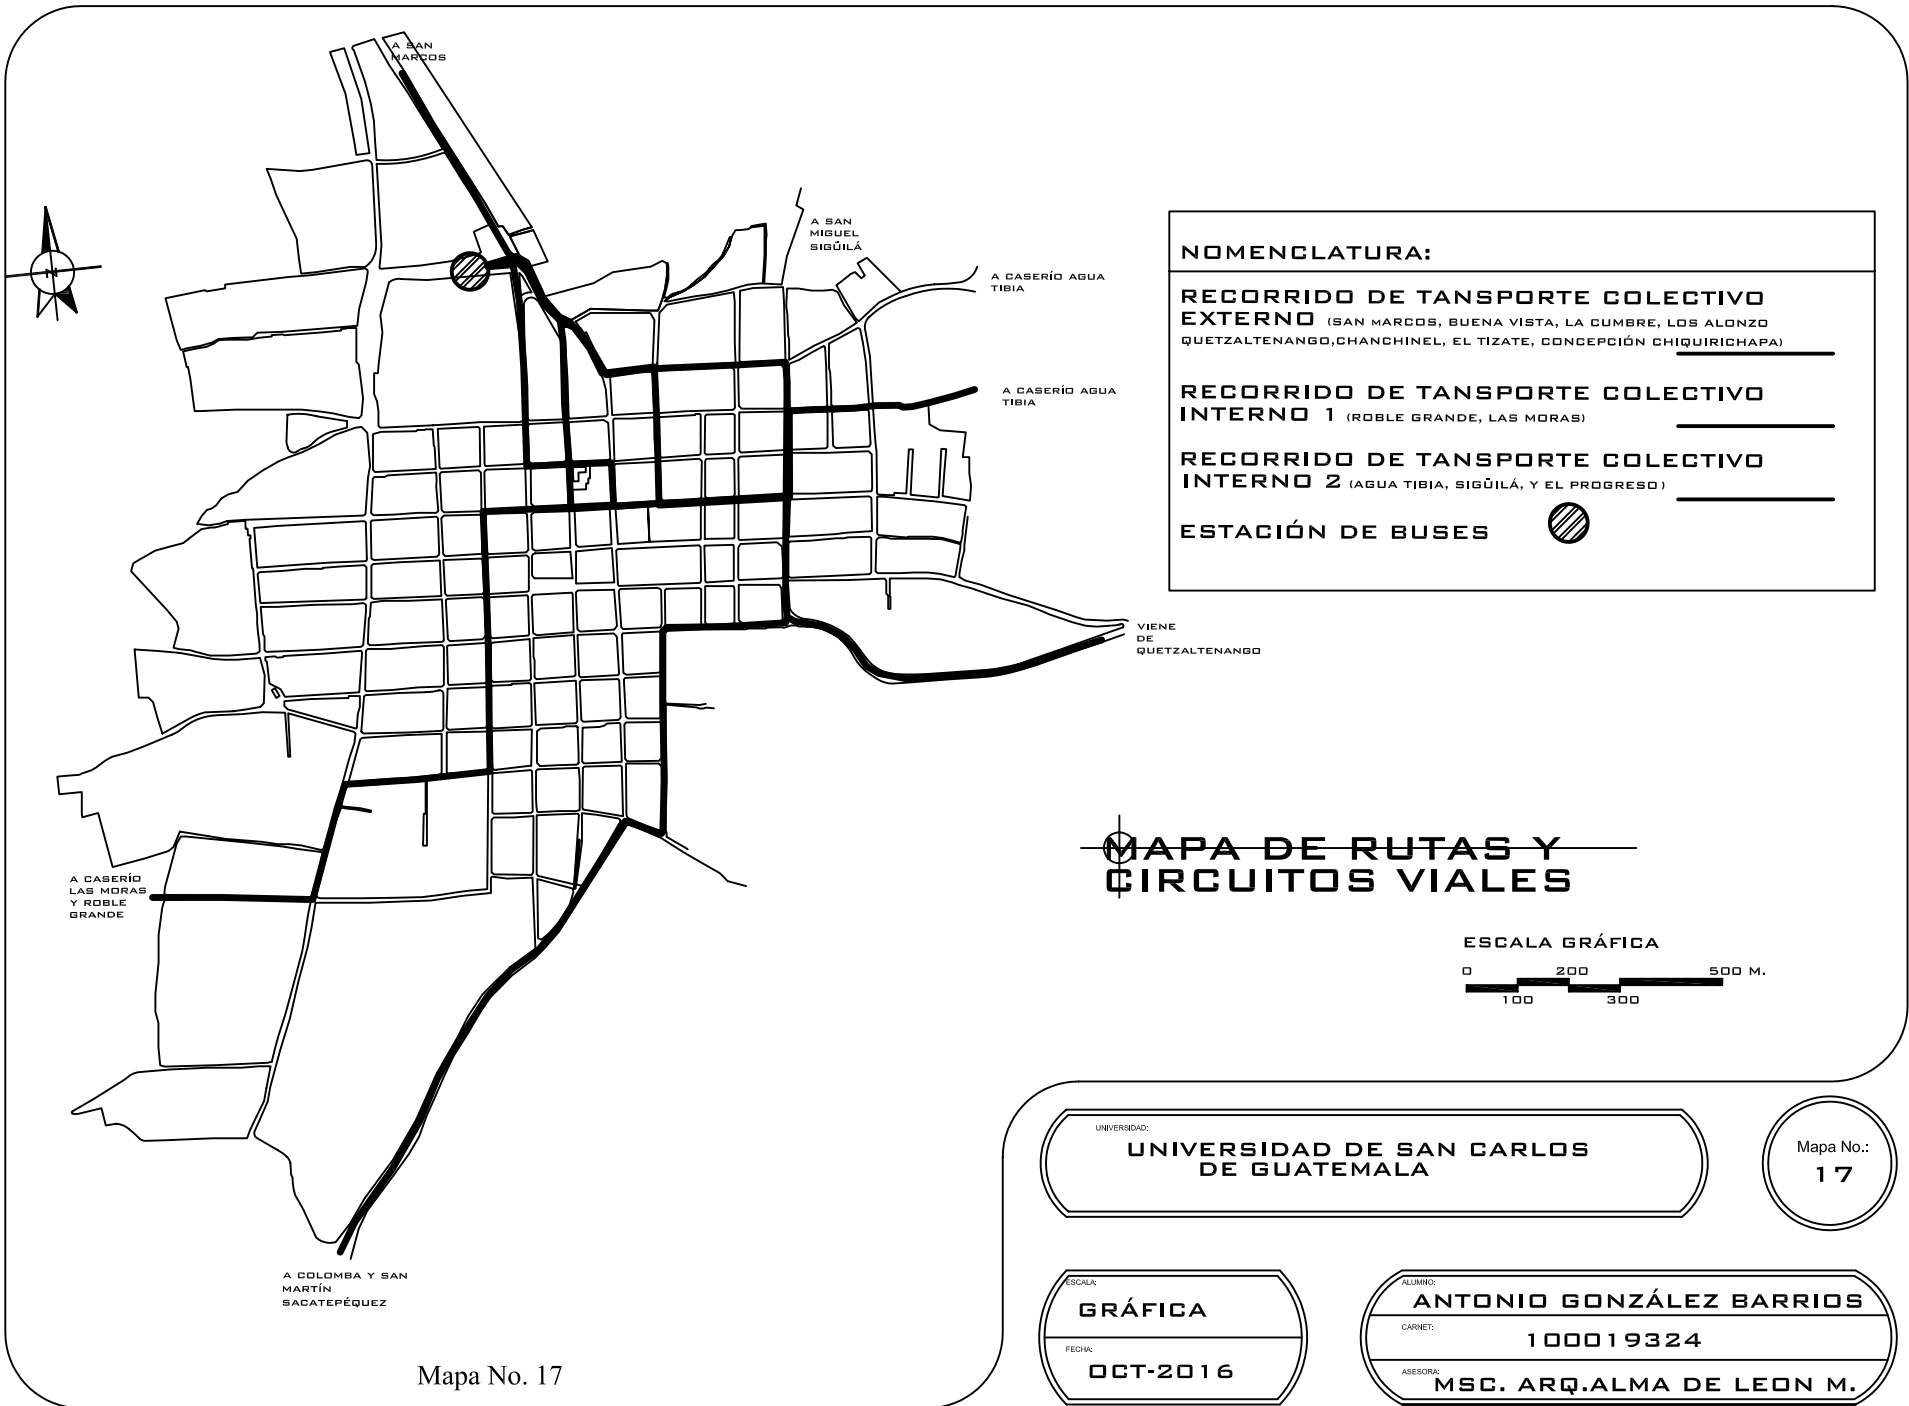 A SAN
MARCOS
A SAN
MIGUEL
SIGÜILÁ
A CASERÍO AGUA
TIBIA
A CASERÍO AGUA
TIBIA
VIENE
DE
QUETZALTENANGO
A CASERÍO
LAS MORAS
Y ROBLE
GRANDE
A COLOMBA Y SAN
MARTÍN
SACATEPÉQUEZ
N
NOMENCLATURA:
RECORRIDO DE TANSPORTE COLECTIVO
EXTERNO (SAN MARCOS, BUENA VISTA, LA CUMBRE, LOS ALONZO
QUETZALTENANGO,CHANCHINEL, EL TIZATE, CONCEPCIÓN CHIQUIRICHAPA)
RECORRIDO DE TANSPORTE COLECTIVO
INTERNO 1 (ROBLE GRANDE, LAS MORAS)
RECORRIDO DE TANSPORTE COLECTIVO
INTERNO 2 (AGUA TIBIA, SIGÜILÁ, Y EL PROGRESO)
ESTACIÓN DE BUSES
MAPA DE RUTAS Y
CIRCUITOS VIALES
ESCALA GRÁFICA
0 200 500 M.
100 300
UNIVERSIDAD:
UNIVERSIDAD DE SAN CARLOS
DE GUATEMALA
Mapa No.:
17
ESCALA:
GRÁFICA
FECHA:
OCT-2016
ALUMNO:
ANTONIO GONZÁLEZ BARRIOS
CARNET:
100019324
ASESORA:
MSC. ARQ.ALMA DE LEON M.
Mapa No. 17